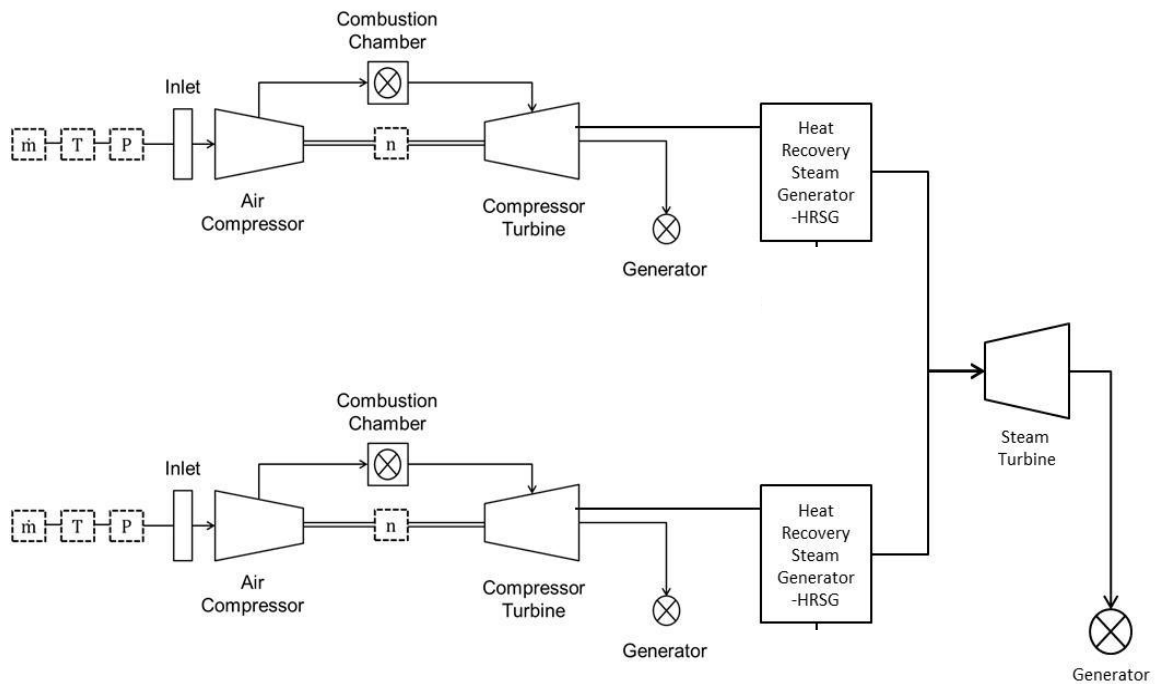 Combustion
Chamber
Inlet
ṁ T P
n
Air
Compressor
Compressor
Turbine
Generator
Heat
Recovery
Steam
Generator
-HRSG
Steam
Turbine
Generator
Combustion
Chamber
Inlet
ṁ T P
n
Air
Compressor
Compressor
Turbine
Generator
Heat
Recovery
Steam
Generator
-HRSG